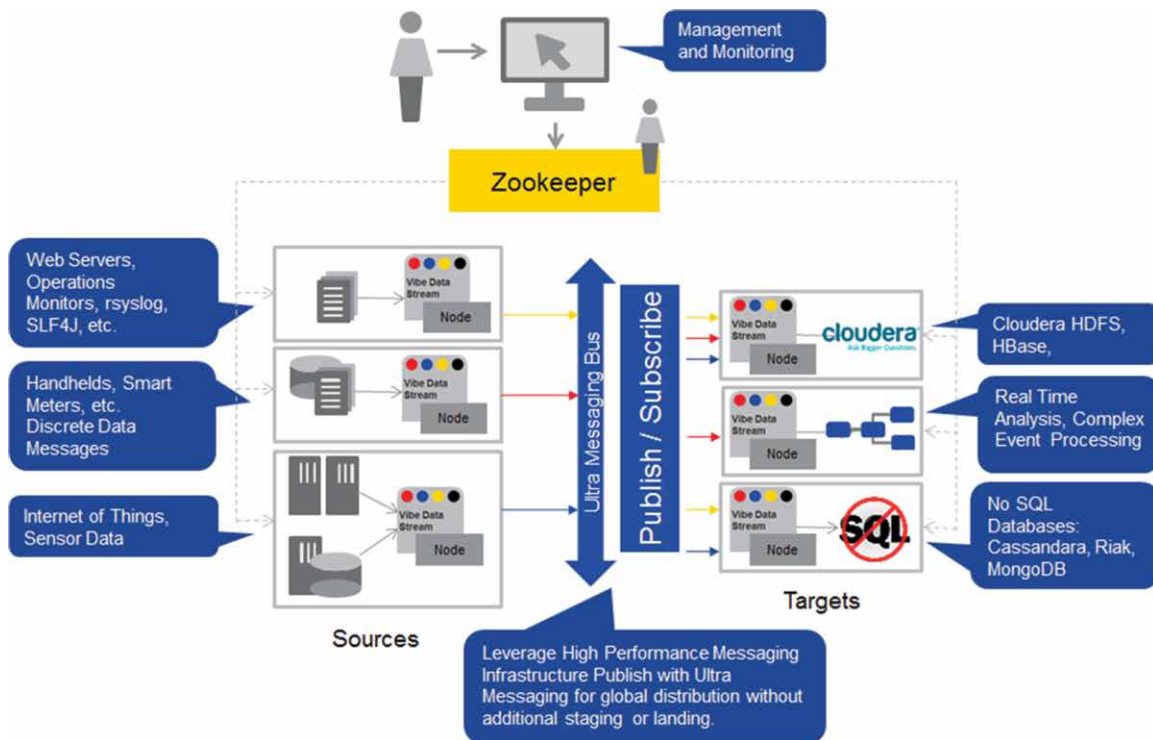 Management
and Monitoring
Zookeeper
Web Servers,
Operations
Monitors, rsyslog,
SLF4J, etc.
Vibe Data
Stream
Node
Handhelds, Smart
Meters, etc.
Discrete Data
Messages
Vibe Data
Stream
Node
Internet of Things,
Sensor Data
Vibe Data
Stream
Node
Sources
Ultra Messaging Bus
Publish / Subscribe
Vibe Data
Stream
Node
cloudera
Ask Bigger Questions
Cloudera HDFS,
HBase,
Vibe Data
Stream
Node
Real Time
Analysis, Complex
Event Processing
Vibe Data
Stream
Node
SQL
No SQL
Databases:
Cassandara, Riak,
MongoDB
Targets
Leverage High Performance Messaging
Infrastructure Publish with Ultra
Messaging for global distribution without
additional staging or landing.